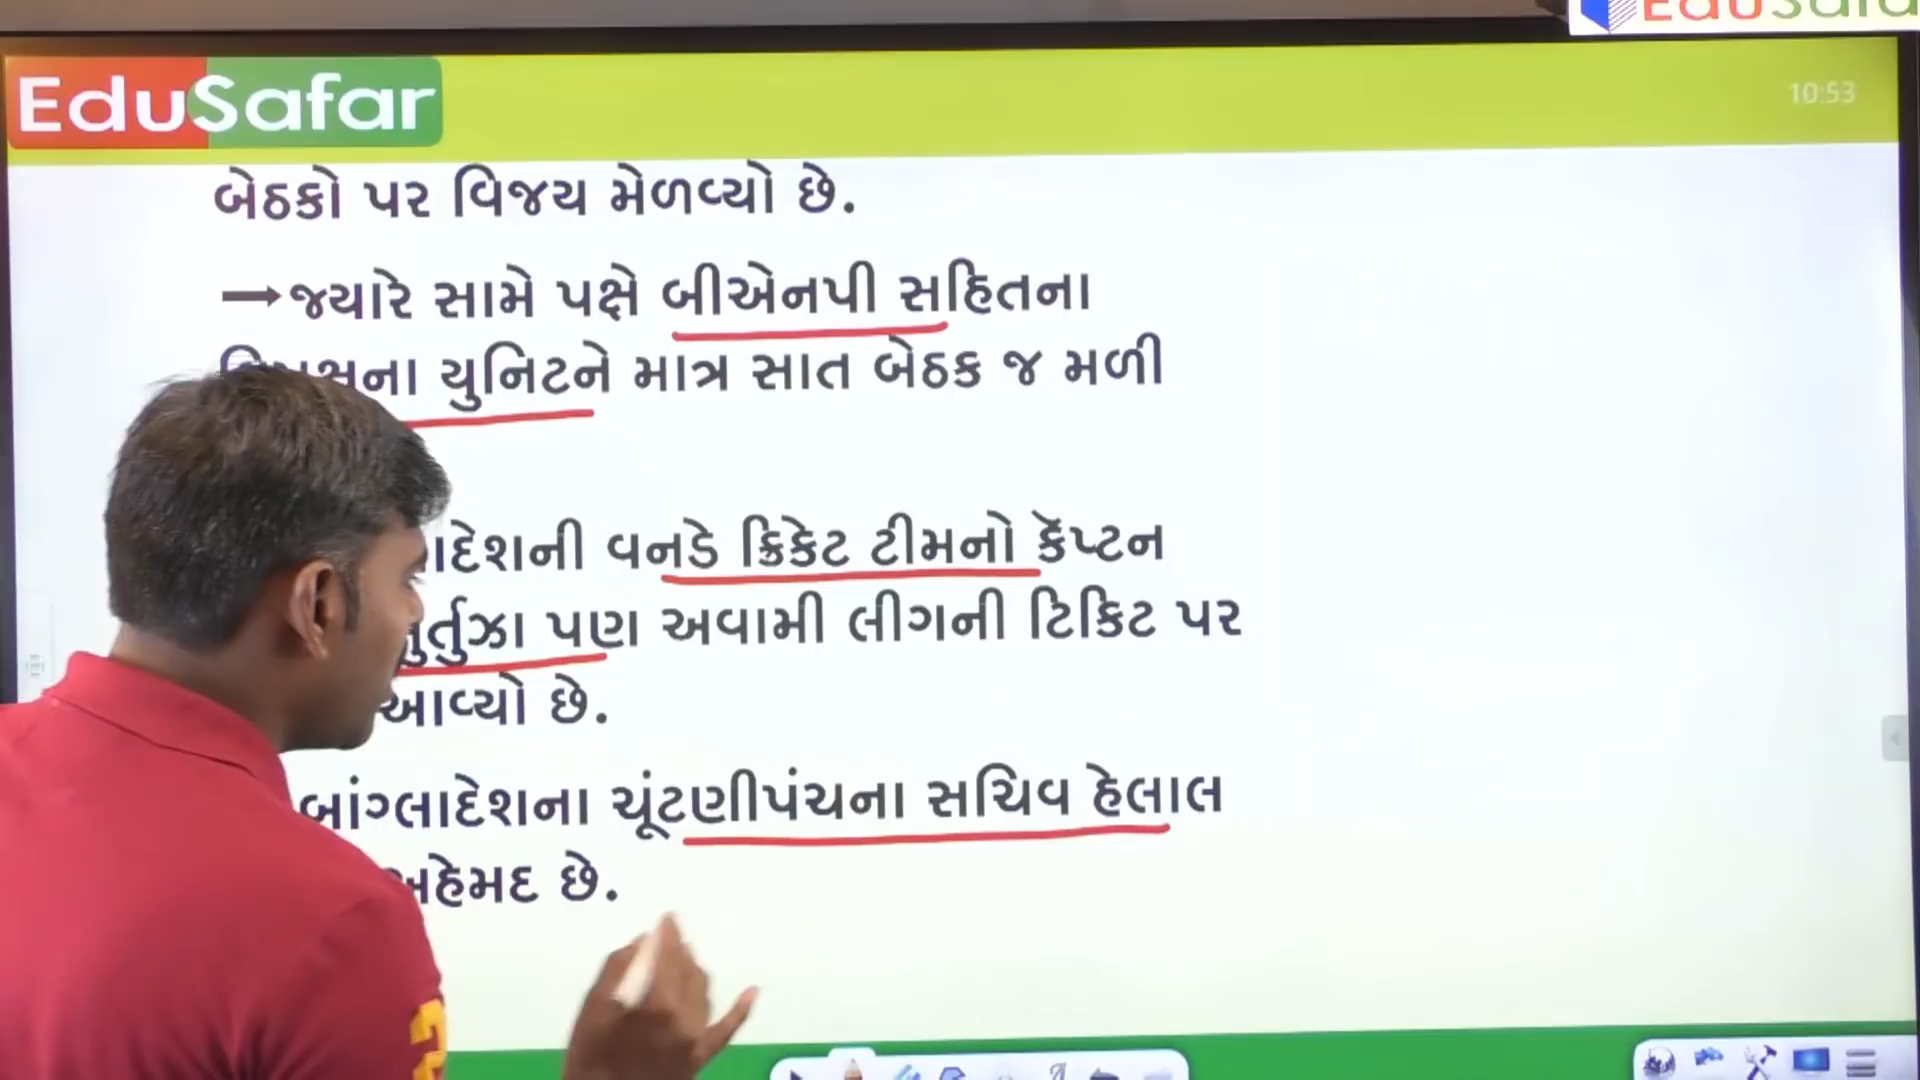 EduSafar
EduSafar
10:53
બેઠકો પર વિજય મેળવ્યો છે.
→જ્યારે સામે પક્ષે બીએનપી સહિતના
યુનિટને માત્ર સાત બેઠક જ મળી
વનડે ક્રિકેટ ટીમનો કૅપ્ટન
પણ અવામી લીગની ટિકિટ પર
આવ્યો છે.
બાંગ્લાદેશના ચૂંટણીપંચના સચિવ હેલાલ
અહેમદ છે.